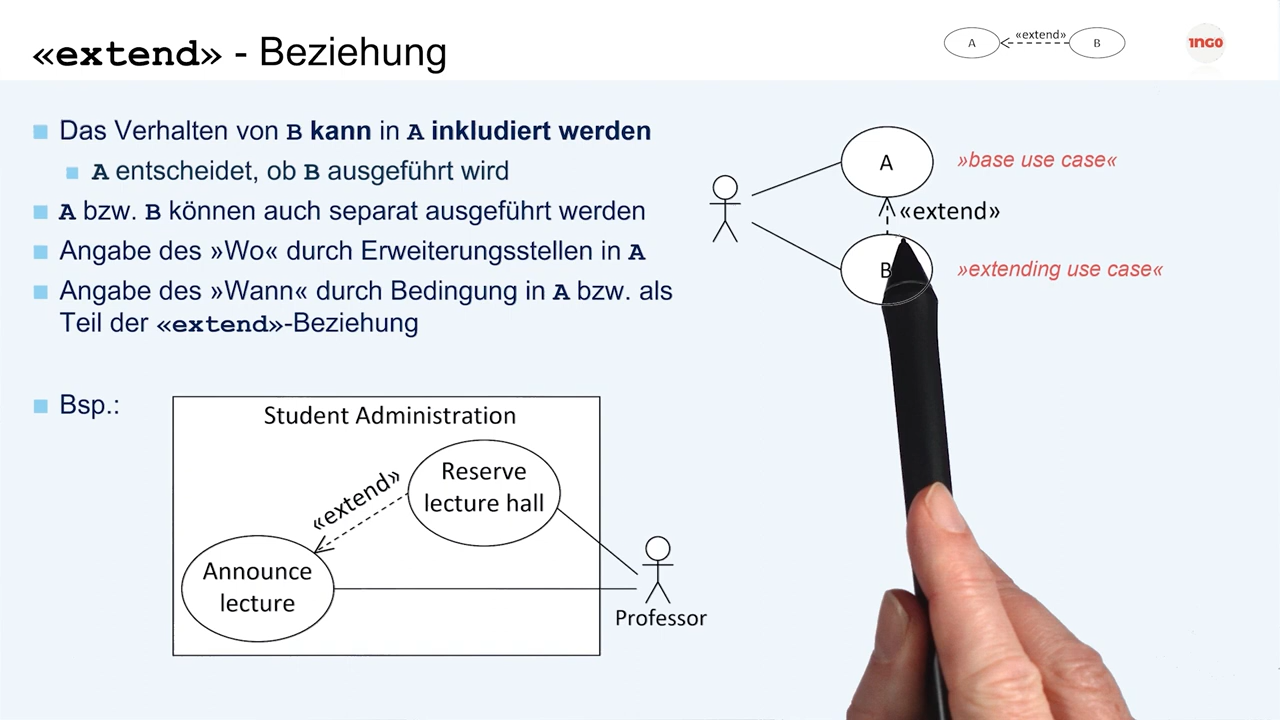 «extend» - Beziehung
A «extend» B
1NG0
Das Verhalten von B kann in A inkludiert werden
A entscheidet, ob B ausgeführt wird
A bzw. B können auch separat ausgeführt werden
Angabe des »Wo« durch Erweiterungsstellen in A
Angabe des »Wann« durch Bedingung in A bzw. als
Teil der «extend»-Beziehung
A
»base use case«
«extend»
B
»extending use case«
Bsp.:
Student Administration
Reserve
lecture hall
«extend»
Announce
lecture
Professor